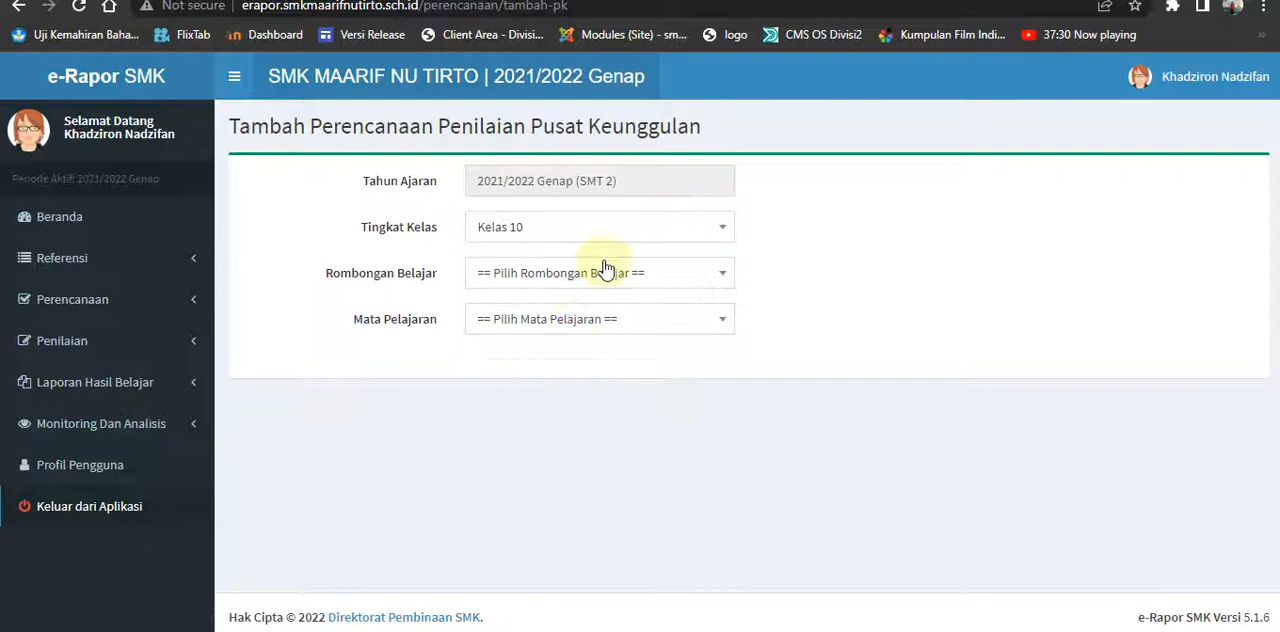 Not secure | erapor.smkmaarifnutirto.sch.id/perencanaan/tambah-pk
Uji Kemahiran Baha... FlixTab Dashboard Versi Release Client Area - Divisi... Modules (Site) - sm... logo CMS OS Divisi2 Kumpulan Film Indi... 37:30 Now playing »
e-Rapor SMK SMK MAARIF NU TIRTO | 2021/2022 Genap Khadziron Nadzifan
Selamat Datang
Khadziron Nadzifan
Periode Aktif: 2021/2022 Genap
Beranda
Referensi
Perencanaan
Penilaian
Laporan Hasil Belajar
Monitoring Dan Analisis
Profil Pengguna
Keluar dari Aplikasi
Tambah Perencanaan Penilaian Pusat Keunggulan
Tahun Ajaran 2021/2022 Genap (SMT 2)
Tingkat Kelas Kelas 10
Rombongan Belajar == Pilih Rombongan Belajar ==
Mata Pelajaran == Pilih Mata Pelajaran ==
Hak Cipta © 2022 Direktorat Pembinaan SMK. e-Rapor SMK Versi 5.1.6